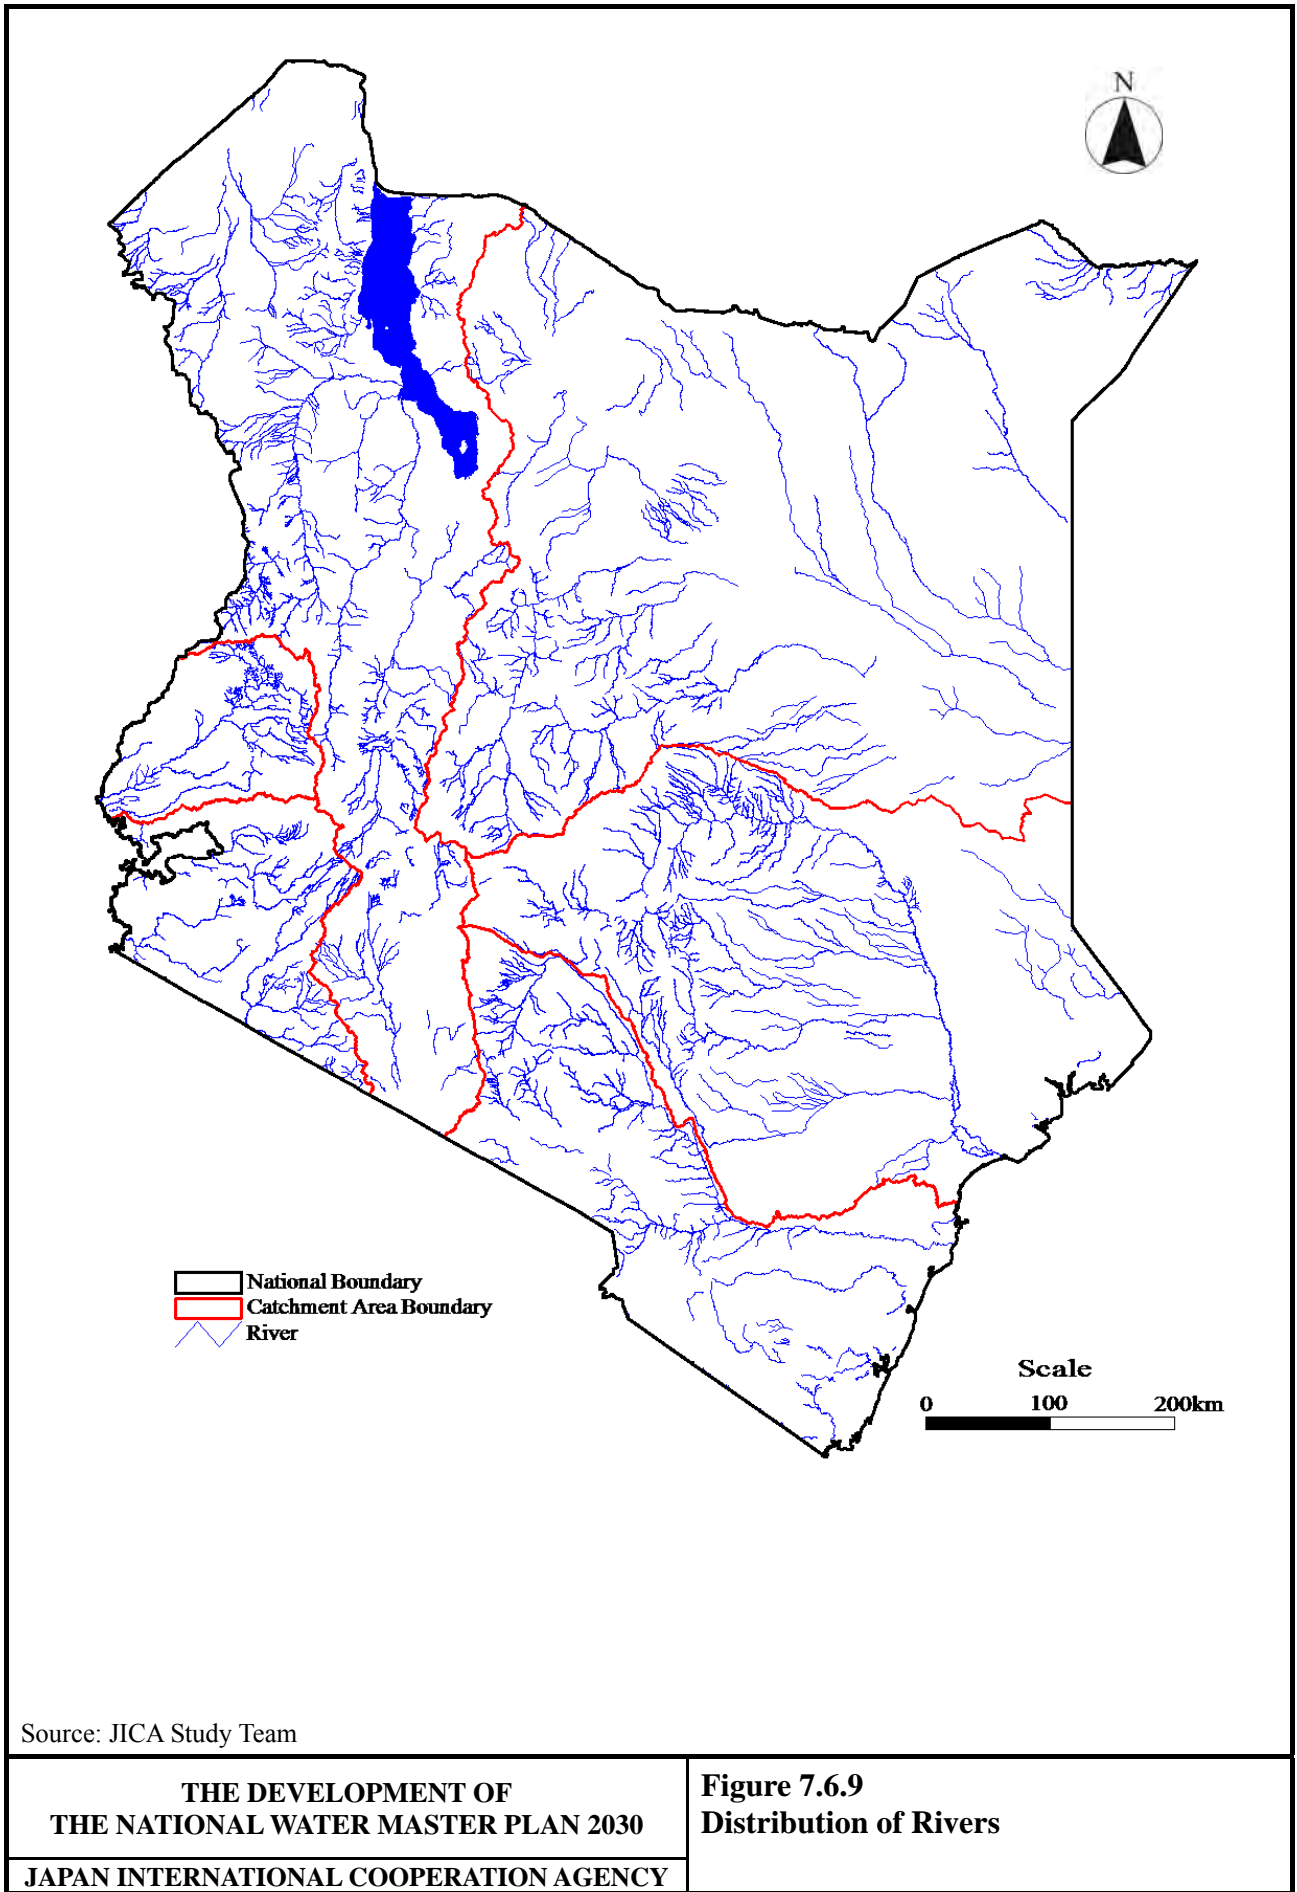 N
National Boundary
Catchment Area Boundary
River
Scale
0 100 200km
Source: JICA Study Team
THE DEVELOPMENT OF
THE NATIONAL WATER MASTER PLAN 2030
JAPAN INTERNATIONAL COOPERATION AGENCY
Figure 7.6.9
Distribution of Rivers